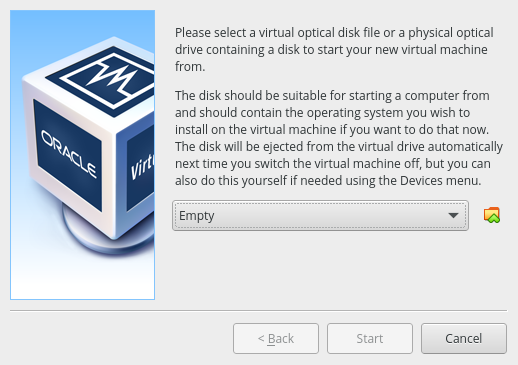 Please select a virtual optical disk file or a physical optical
drive containing a disk to start your new virtual machine
from.
The disk should be suitable for starting a computer from
and should contain the operating system you wish to
install on the virtual machine if you want to do that now.
The disk will be ejected from the virtual drive automatically
next time you switch the virtual machine off, but you can
also do this yourself if needed using the Devices menu.
ORACLE
Virtu
Empty
< Back
Start
Cancel